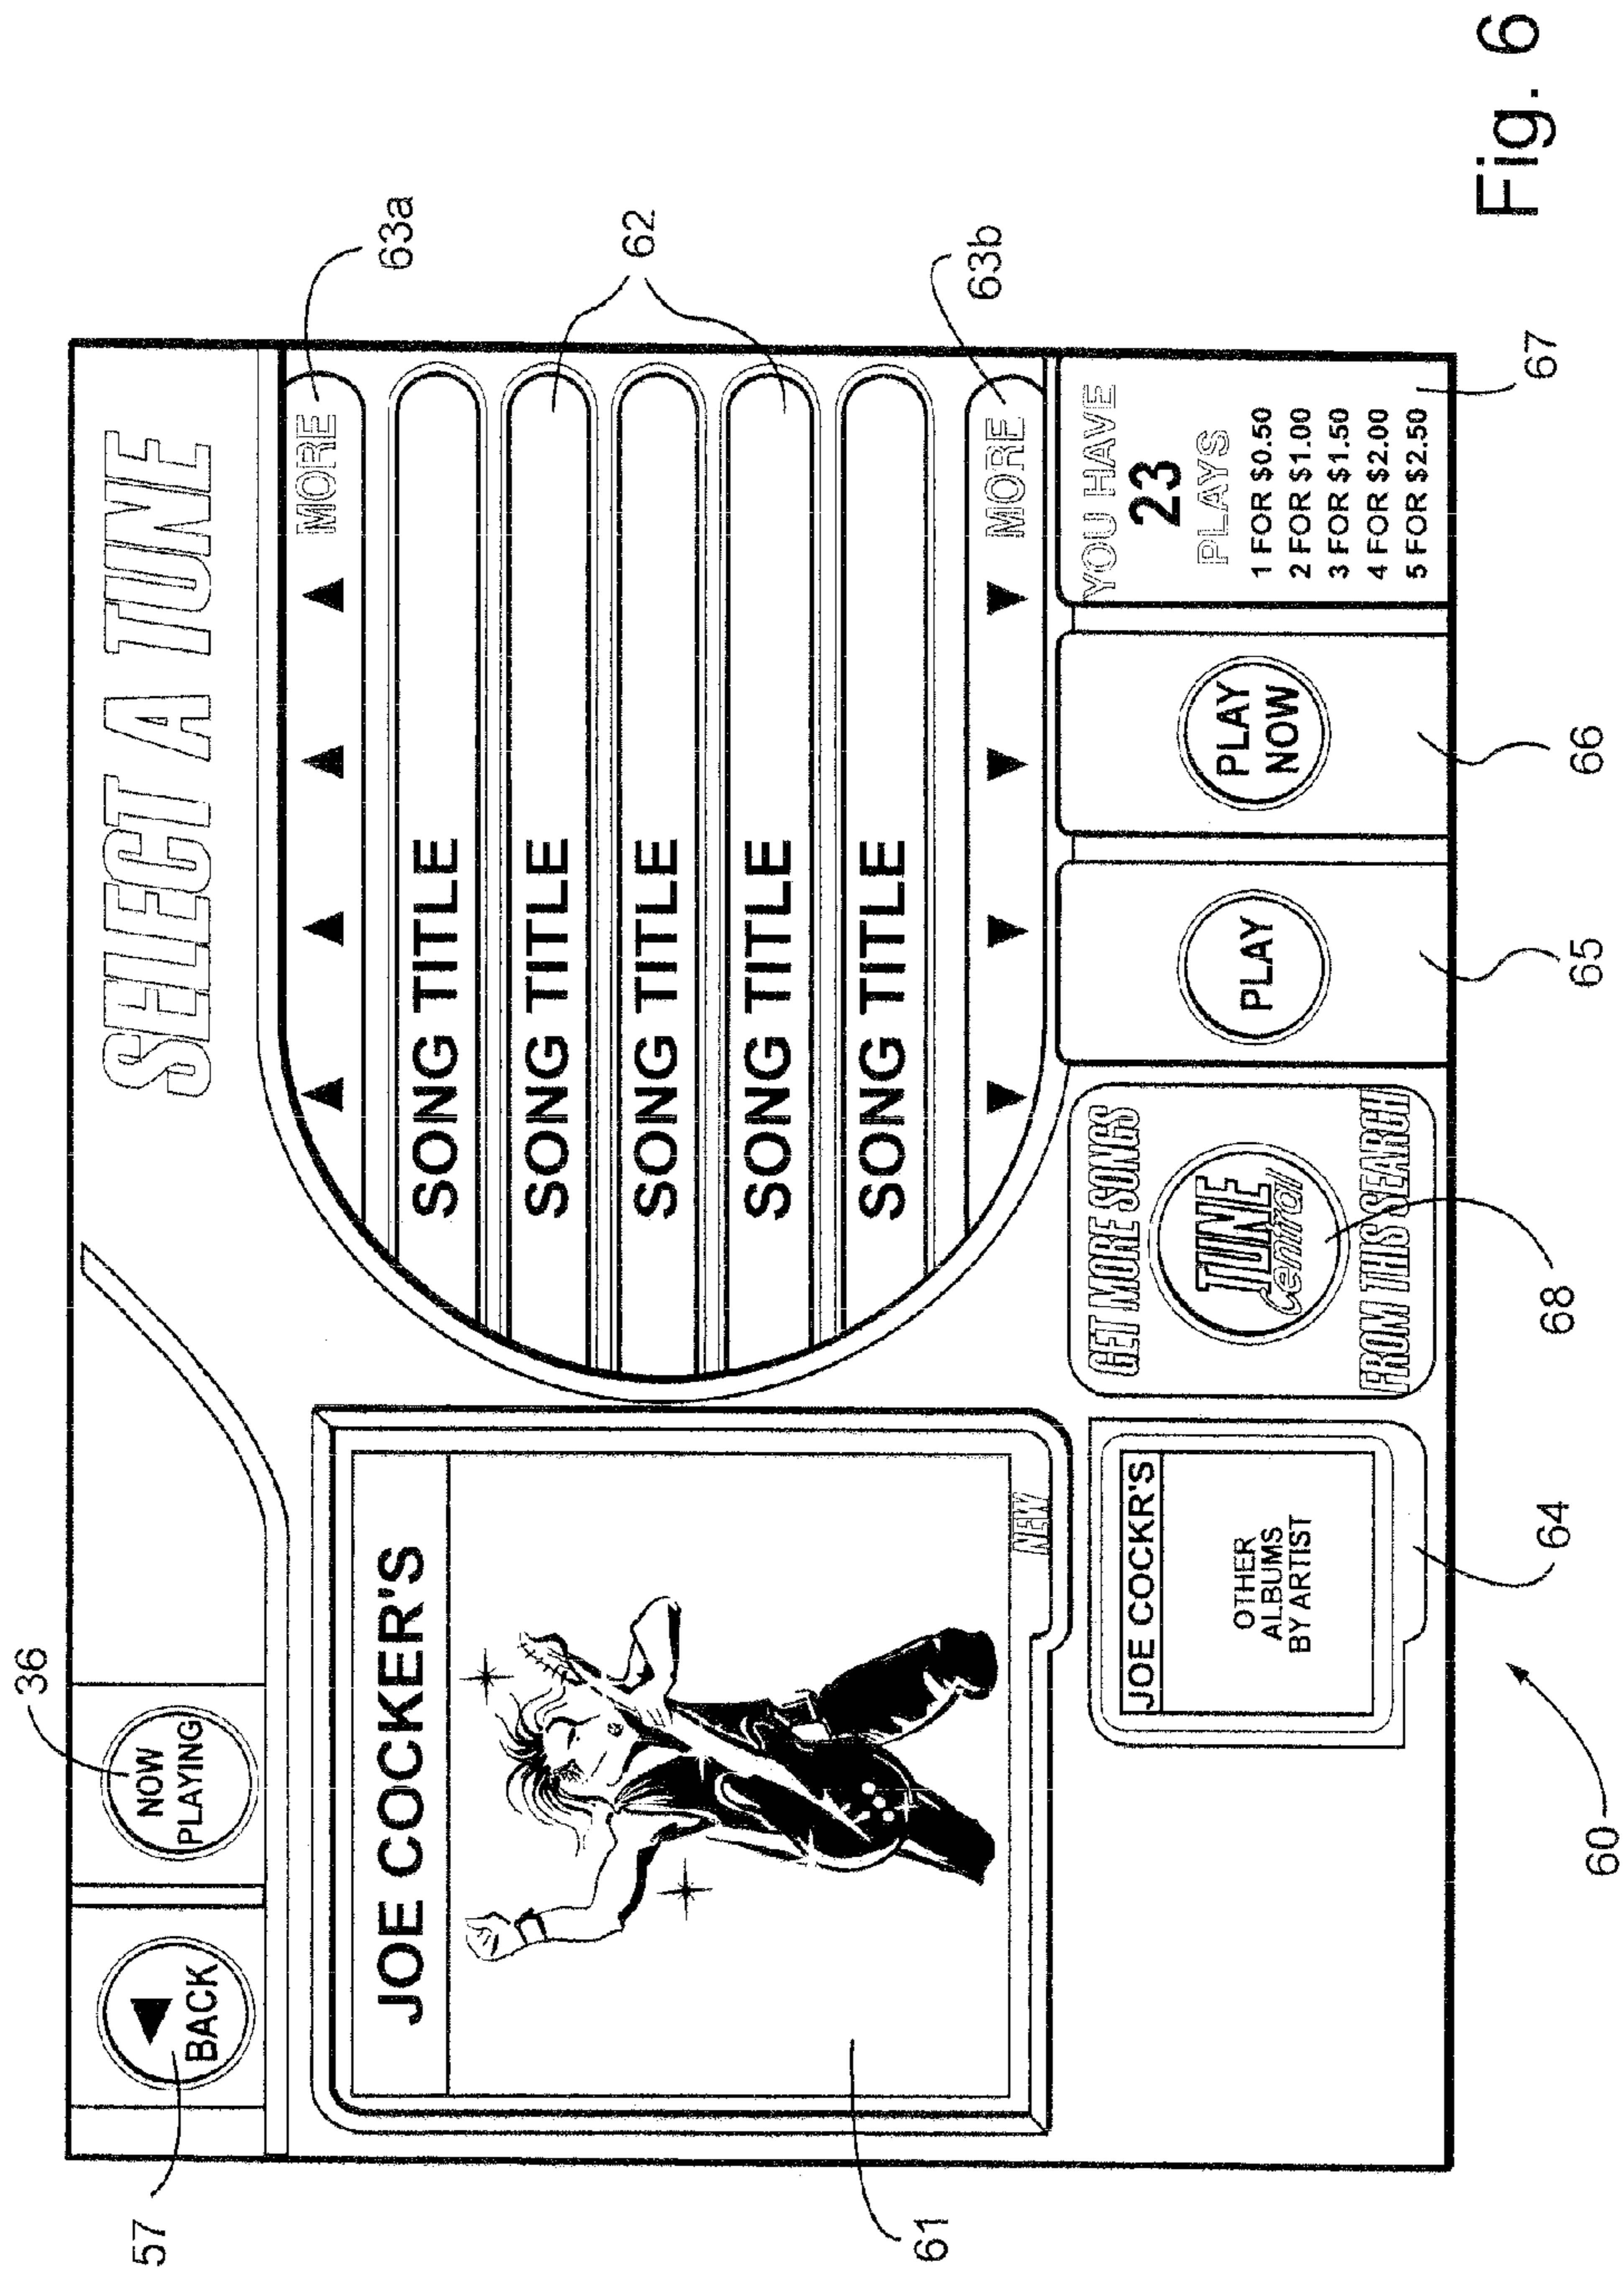 57
BACK
36
NOW
PLAYING
SELECT A TUNE
JOE COCKER'S
NEW
61
MORE
63a
SONG TITLE
SONG TITLE
SONG TITLE
SONG TITLE
SONG TITLE
62
MORE
63b
JOE COCKR'S
OTHER
ALBUMS
BY ARTIST
64
GET MORE SONGS
TUNE
Central
FROM THIS SEARCH
68
PLAY
65
PLAY
NOW
66
YOU HAVE
23
PLAYS
1 FOR $0.50
2 FOR $1.00
3 FOR $1.50
4 FOR $2.00
5 FOR $2.50
67
60
Fig. 6